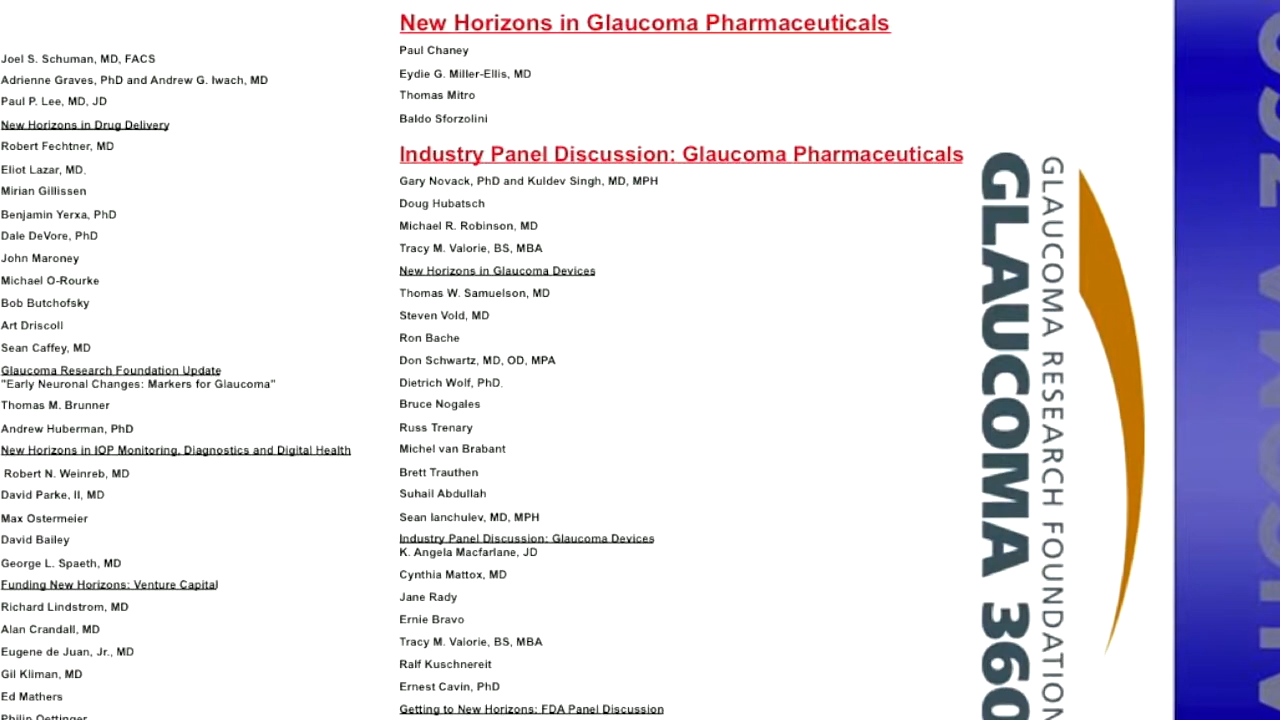 Joel S. Schuman, MD, FACS
Adrienne Graves, PhD and Andrew G. Iwach, MD
Paul P. Lee, MD, JD
New Horizons in Drug Delivery
Robert Fechtner, MD
Eliot Lazar, MD.
Mirian Gillissen
Benjamin Yerxa, PhD
Dale DeVore, PhD
John Maroney
Michael O-Rourke
Bob Butchofsky
Art Driscoll
Sean Caffey, MD
Glaucoma Research Foundation Update
"Early Neuronal Changes: Markers for Glaucoma"
Thomas M. Brunner
Andrew Huberman, PhD
New Horizons in IOP Monitoring, Diagnostics and Digital Health
Robert N. Weinreb, MD
David Parke, II, MD
Max Ostermeier
David Bailey
George L. Spaeth, MD
Funding New Horizons: Venture Capital
Richard Lindstrom, MD
Alan Crandall, MD
Eugene de Juan, Jr., MD
Gil Kliman, MD
Ed Mathers
Philip Oettinger
New Horizons in Glaucoma Pharmaceuticals
Paul Chaney
Eydie G. Miller-Ellis, MD
Thomas Mitro
Baldo Sforzolini
Industry Panel Discussion: Glaucoma Pharmaceuticals
Gary Novack, PhD and Kuldev Singh, MD, MPH
Doug Hubatsch
Michael R. Robinson, MD
Tracy M. Valorie, BS, MBA
New Horizons in Glaucoma Devices
Thomas W. Samuelson, MD
Steven Vold, MD
Ron Bache
Don Schwartz, MD, OD, MPA
Dietrich Wolf, PhD.
Bruce Nogales
Russ Trenary
Michel van Brabant
Brett Trauthen
Suhail Abdullah
Sean Ianchulev, MD, MPH
Industry Panel Discussion: Glaucoma Devices
K. Angela Macfarlane, JD
Cynthia Mattox, MD
Jane Rady
Ernie Bravo
Tracy M. Valorie, BS, MBA
Ralf Kuschnereit
Ernest Cavin, PhD
Getting to New Horizons: FDA Panel Discussion
GLAUCOMA RESEARCH FOUNDATION
GLAUCOMA 360